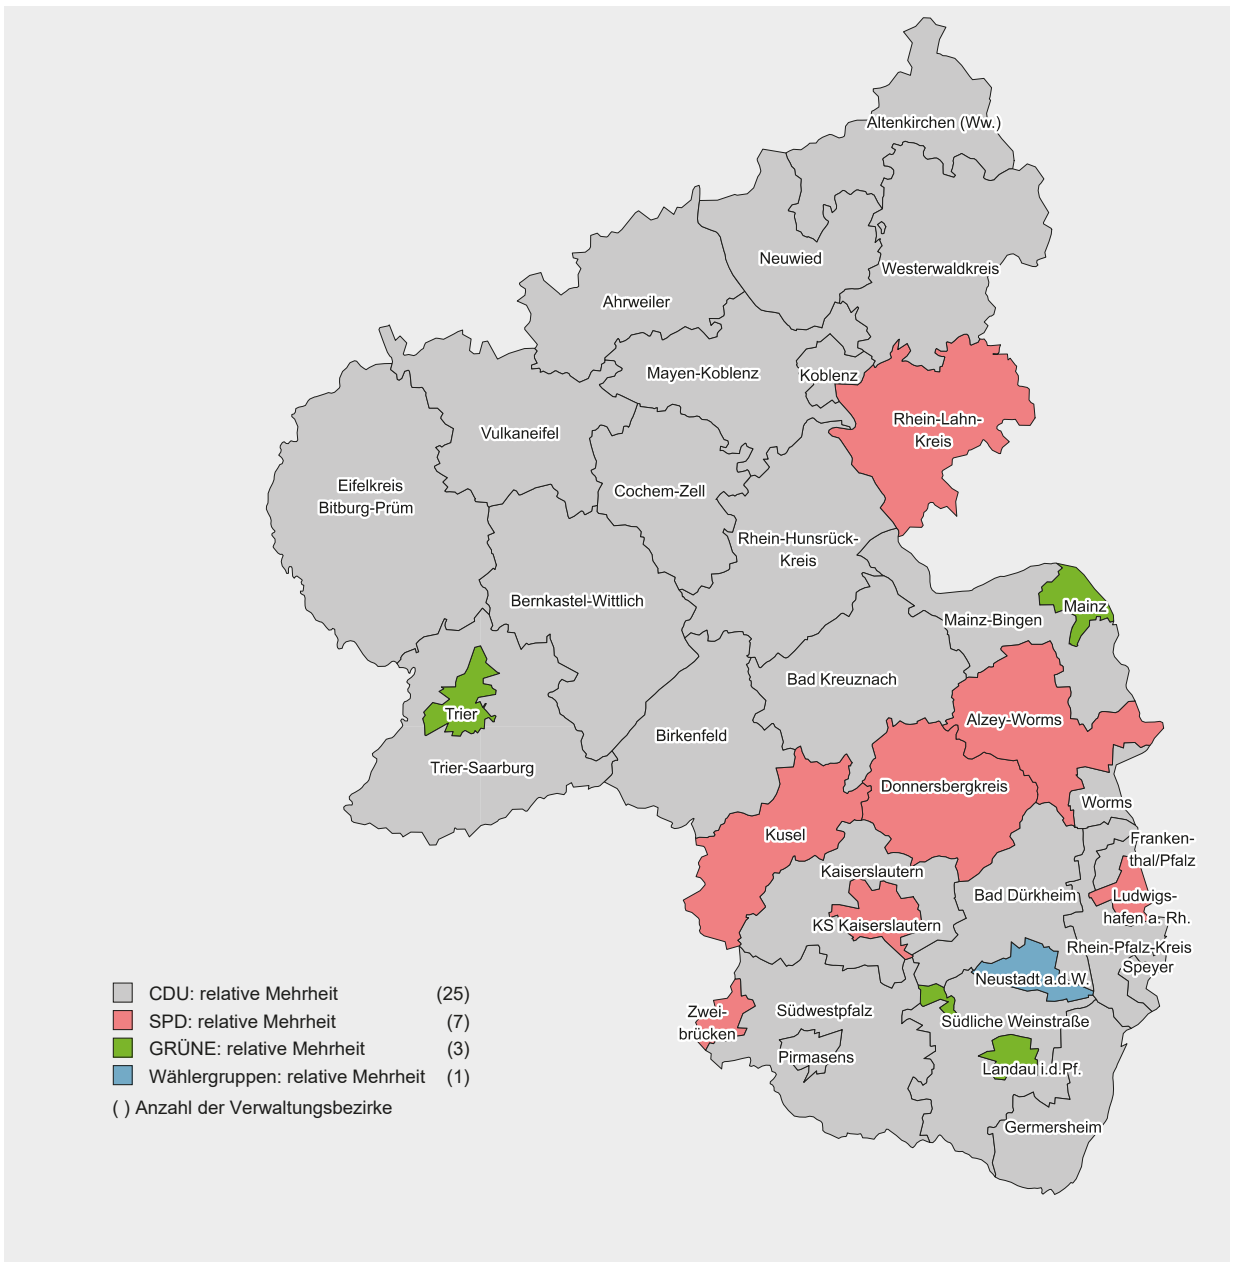 Altenkirchen (Ww.)
Neuwied
Westerwaldkreis
Ahrweiler
Mayen-Koblenz
Koblenz
Rhein-Lahn-
Kreis
Vulkaneifel
Eifelkreis
Bitburg-Prüm
Cochem-Zell
Rhein-Hunsrück-
Kreis
Bernkastel-Wittlich
Mainz
Mainz-Bingen
Bad Kreuznach
Trier
Alzey-Worms
Birkenfeld
Trier-Saarburg
Donnersbergkreis
Worms
Kusel
Franken-
thal/Pfalz
Kaiserslautern
Bad Dürkheim
Ludwigs-
hafen a. Rh.
KS Kaiserslautern
Rhein-Pfalz-Kreis
Speyer
Neustadt a.d.W.
Zwei-
brücken
Südwestpfalz
Südliche Weinstraße
Pirmasens
Landau i.d.Pf.
Germersheim
CDU: relative Mehrheit (25)
SPD: relative Mehrheit (7)
GRÜNE: relative Mehrheit (3)
Wählergruppen: relative Mehrheit (1)
( ) Anzahl der Verwaltungsbezirke